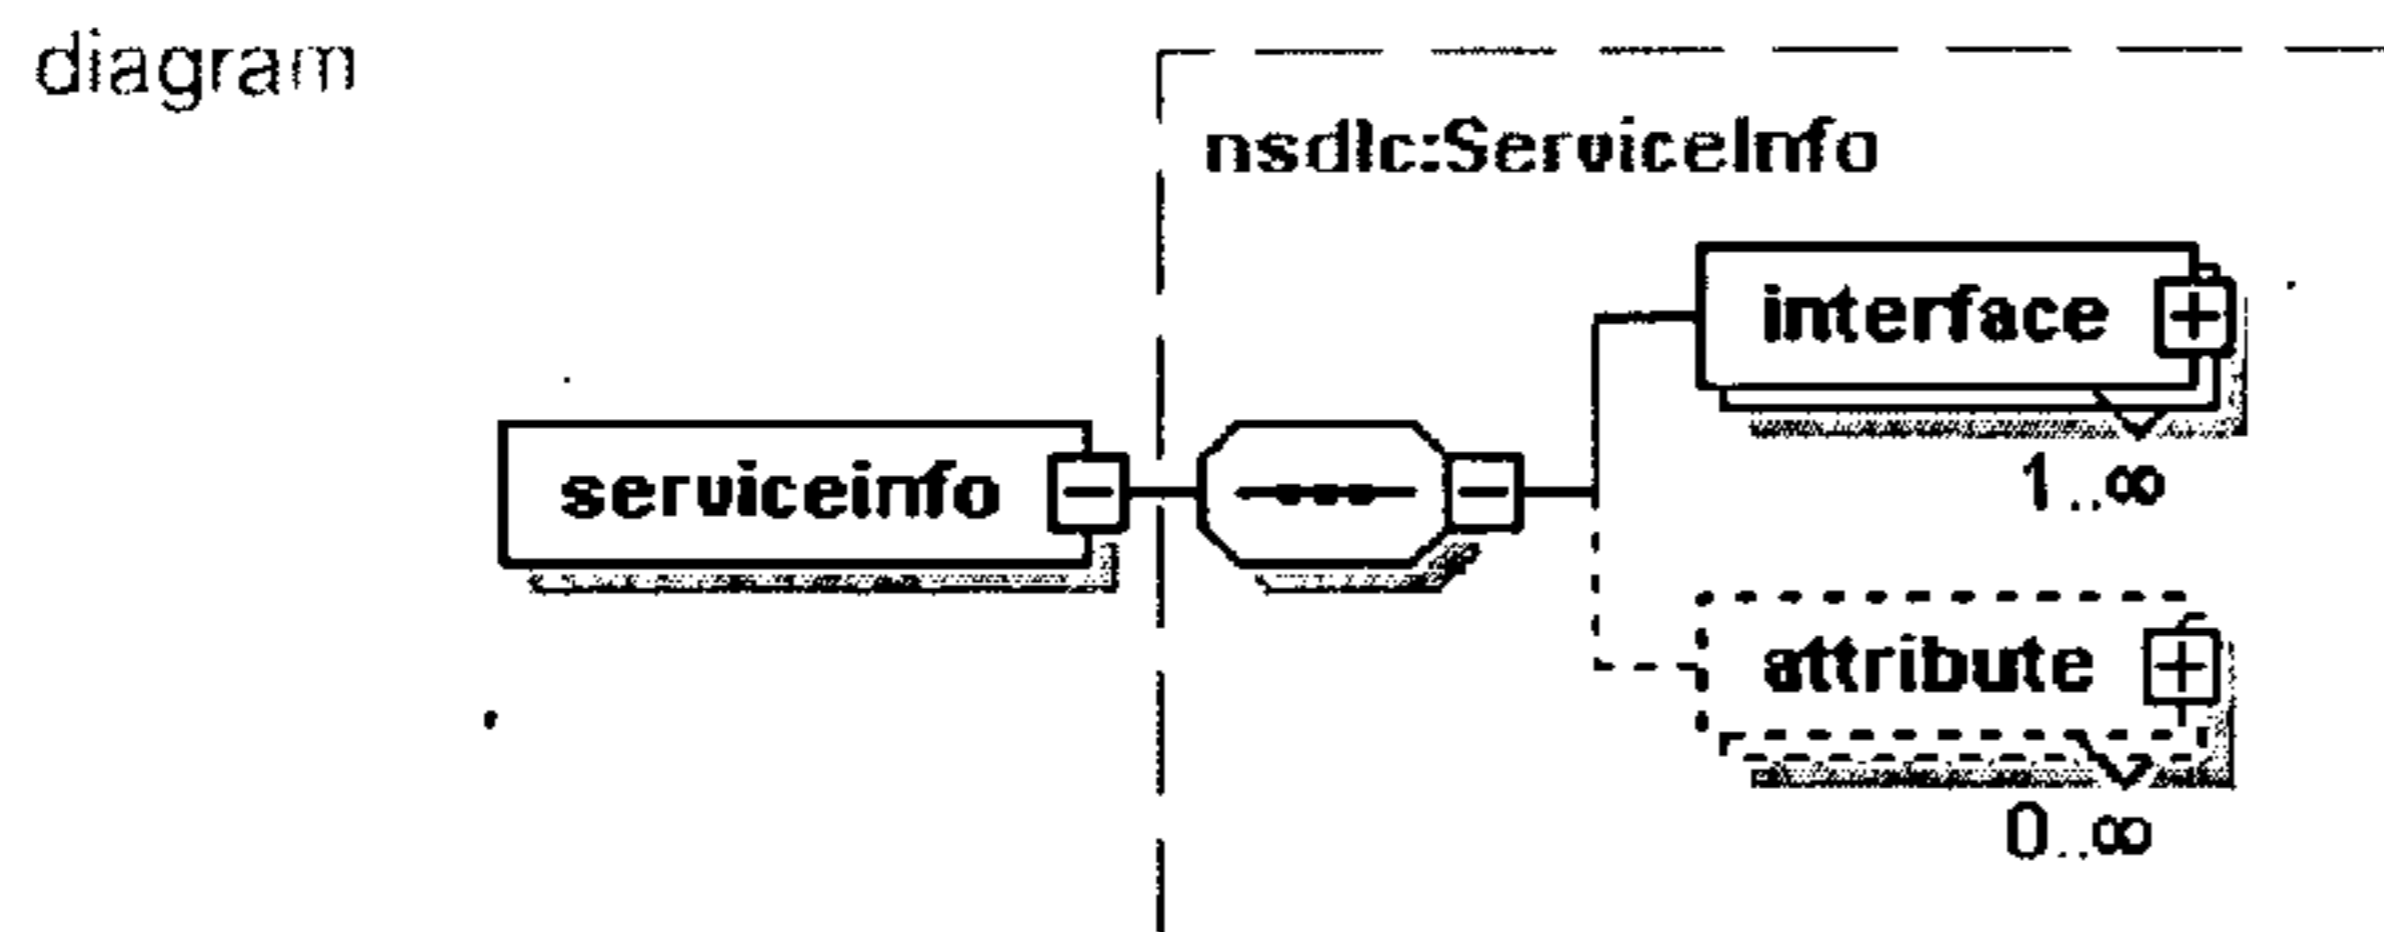 diagram
nsdlc:ServiceInfo
interface
1..∞
serviceinfo
attribute
0..∞